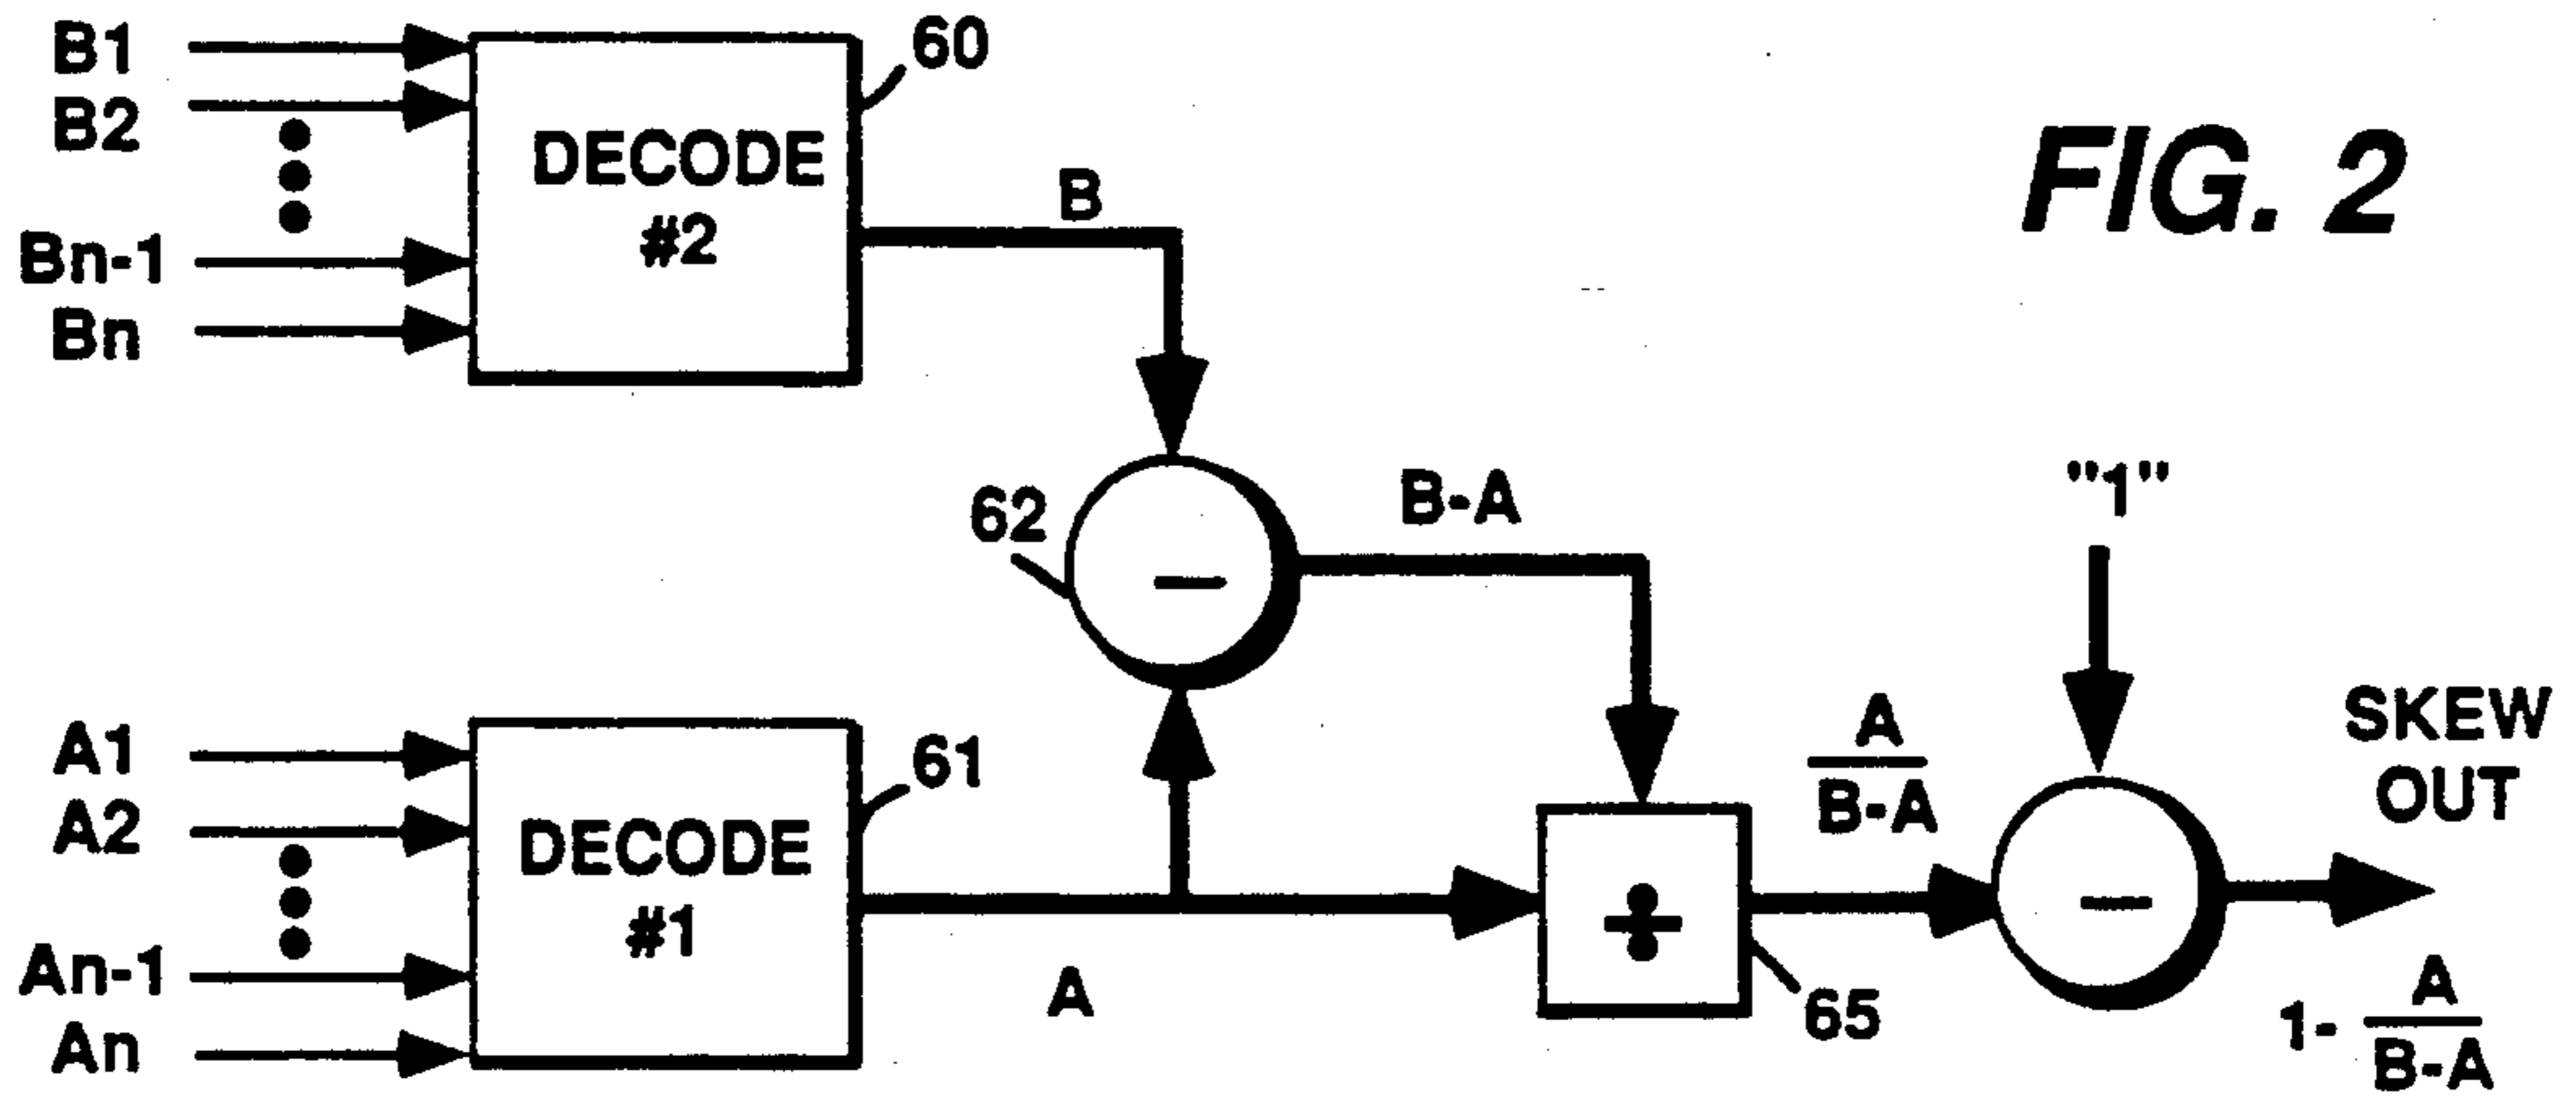 B1
B2
Bn-1
Bn
DECODE
#2
60
B
FIG. 2
62
−
B-A
"1"
A1
A2
An-1
An
DECODE
#1
61
A
÷
65
A
B-A
−
SKEW
OUT
1- A
B-A